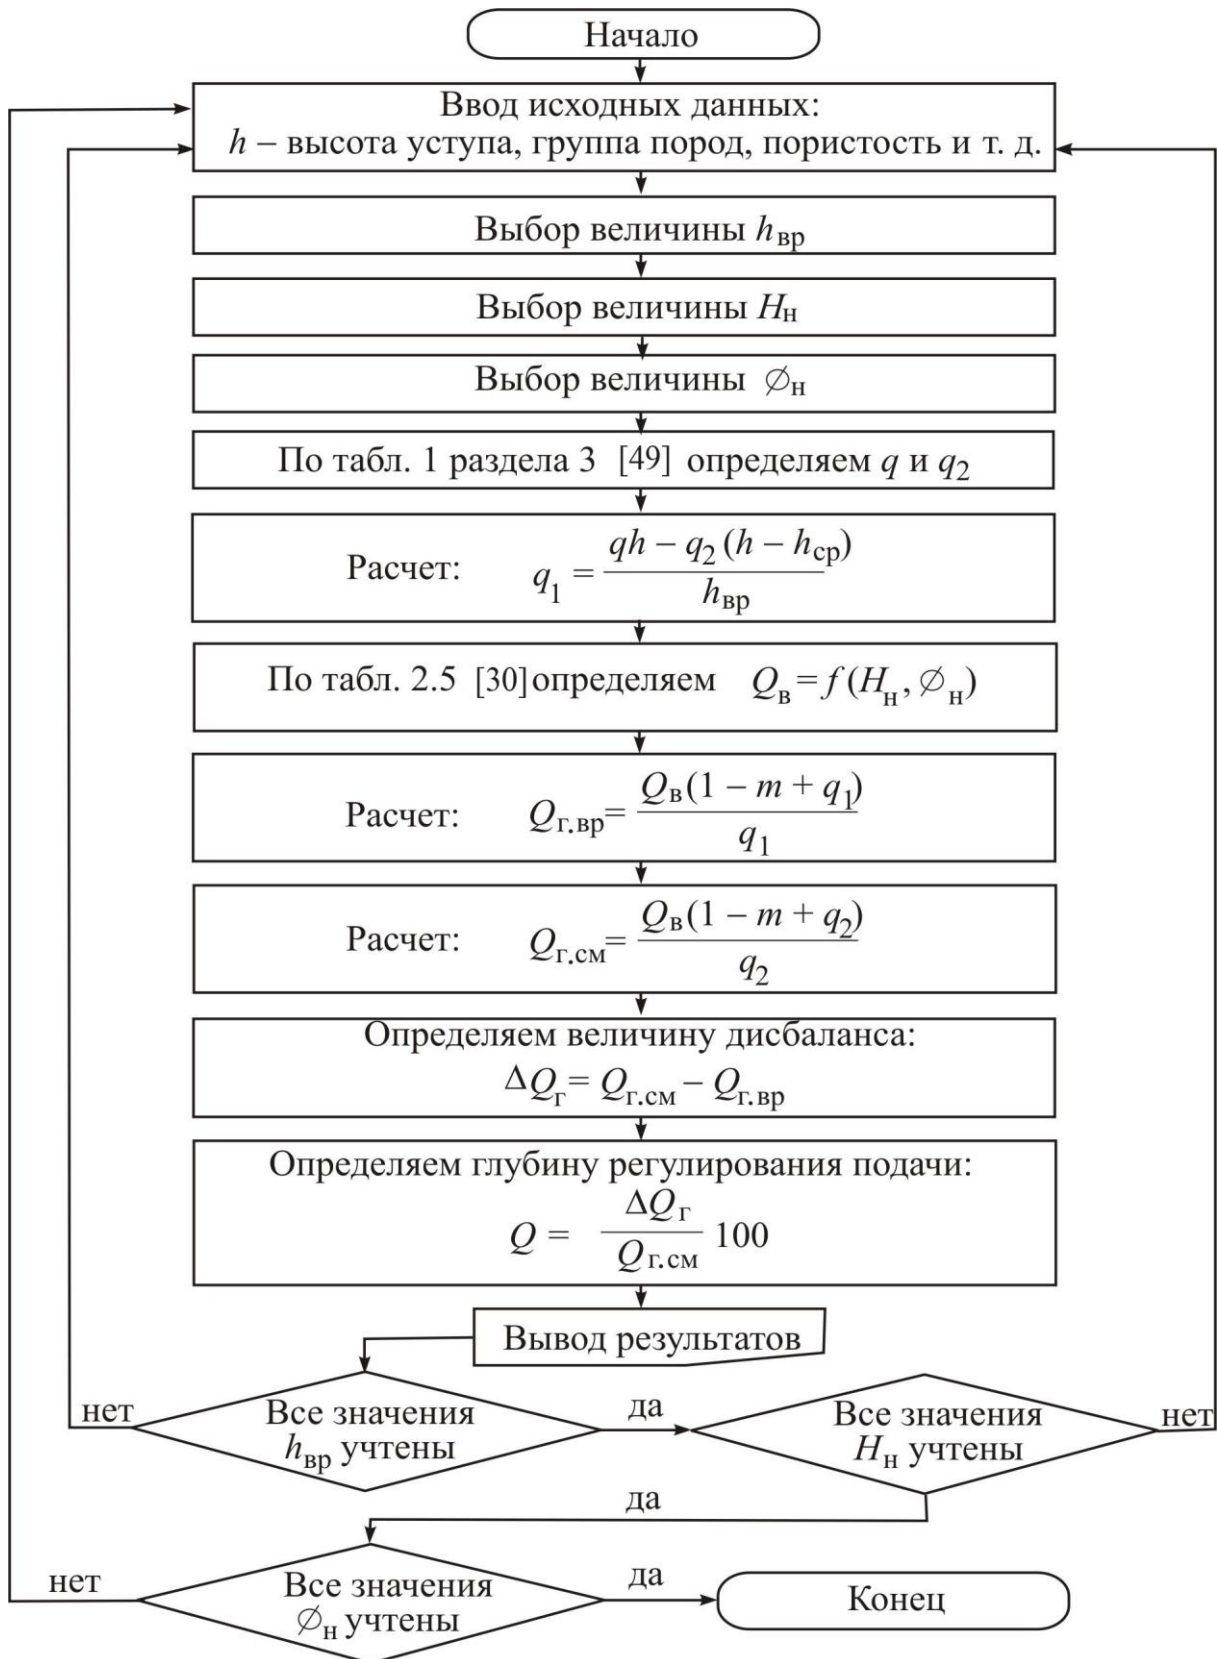 Начало
Ввод исходных данных:
h – высота уступа, группа пород, пористость и т. д.
Выбор величины hвр
Выбор величины Hн
Выбор величины ∅н
По табл. 1 раздела 3 [49] определяем q и q2
Расчет: q1 = qh – q2 (h – hср) / hвр
По табл. 2.5 [30] определяем Qв = f (Hн, ∅н)
Расчет: Qг.вр = Qв (1 – m + q1) / q1
Расчет: Qг.см = Qв (1 – m + q2) / q2
Определяем величину дисбаланса:
ΔQг = Qг.см – Qг.вр
Определяем глубину регулирования подачи:
Q = ΔQг / Qг.см 100
Вывод результатов
нет
Все значения
hвр учтены
да
Все значения
Hн учтены
нет
да
нет
Все значения
∅н учтены
да
Конец